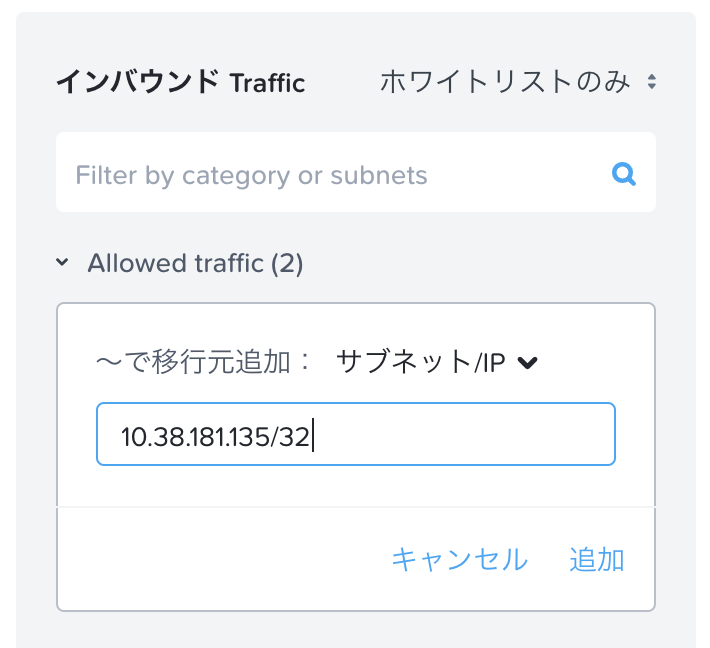 インバウンド Traffic ホワイトリストのみ
Filter by category or subnets
Allowed traffic (2)
〜で移行元追加： サブネット/IP
10.38.181.135/32
キャンセル 追加